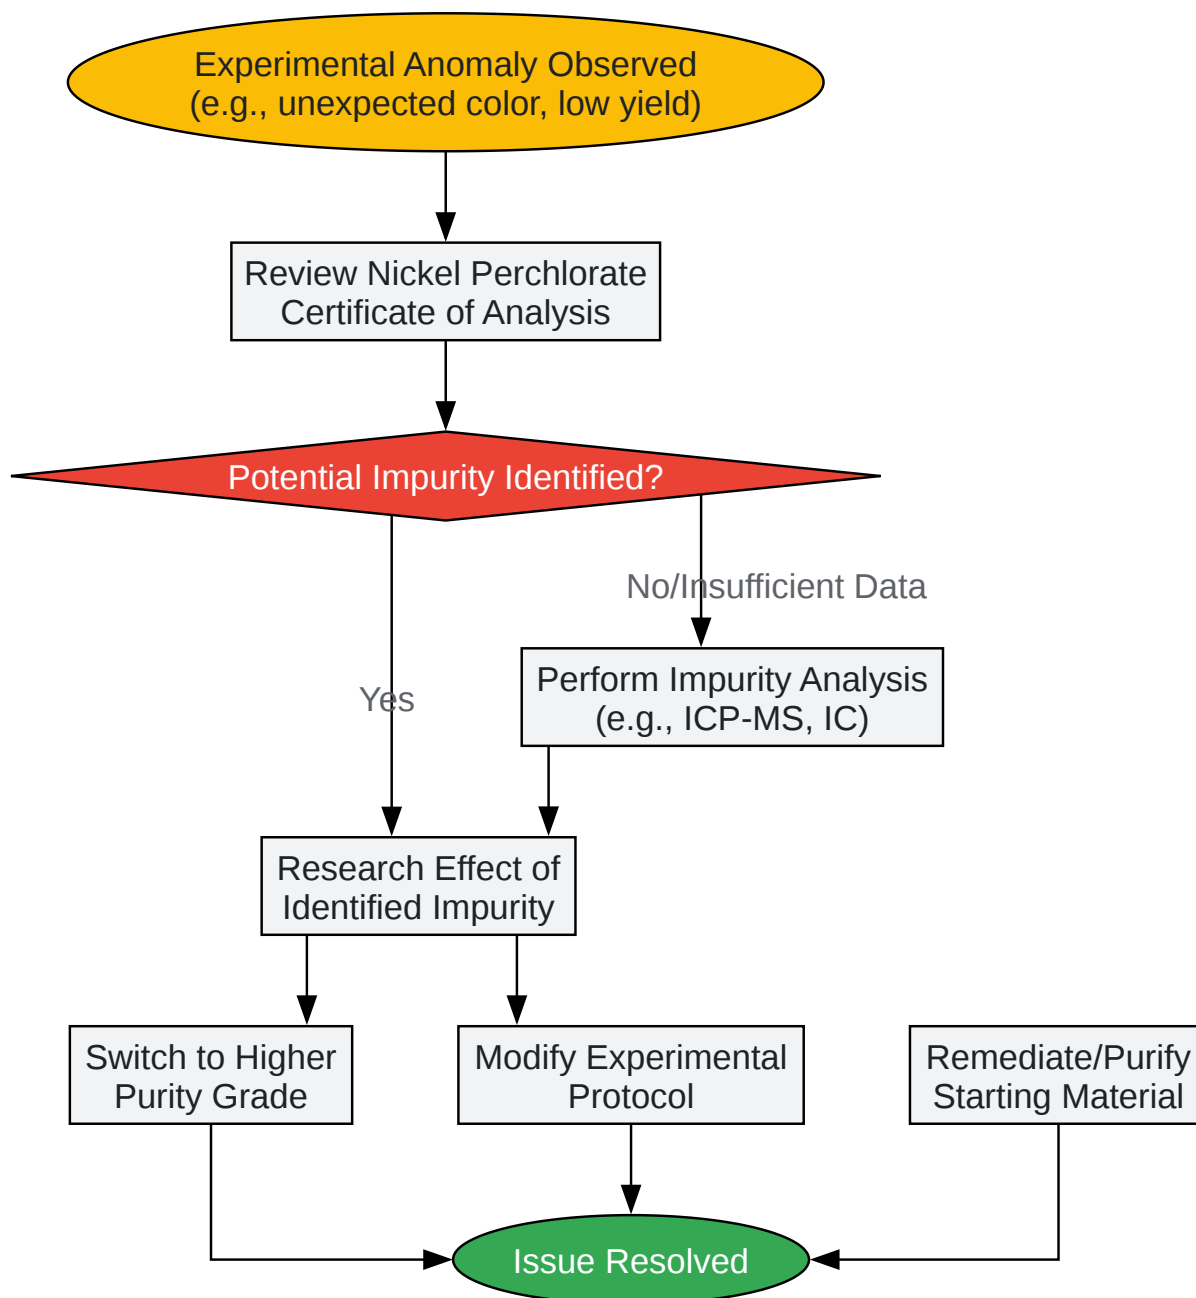 Experimental Anomaly Observed
(e.g., unexpected color, low yield)
Review Nickel Perchlorate
Certificate of Analysis
Potential Impurity Identified?
No/Insufficient Data
Perform Impurity Analysis
(e.g., ICP-MS, IC)
Yes
Research Effect of
Identified Impurity
Switch to Higher
Purity Grade
Modify Experimental
Protocol
Remediate/Purify
Starting Material
Issue Resolved